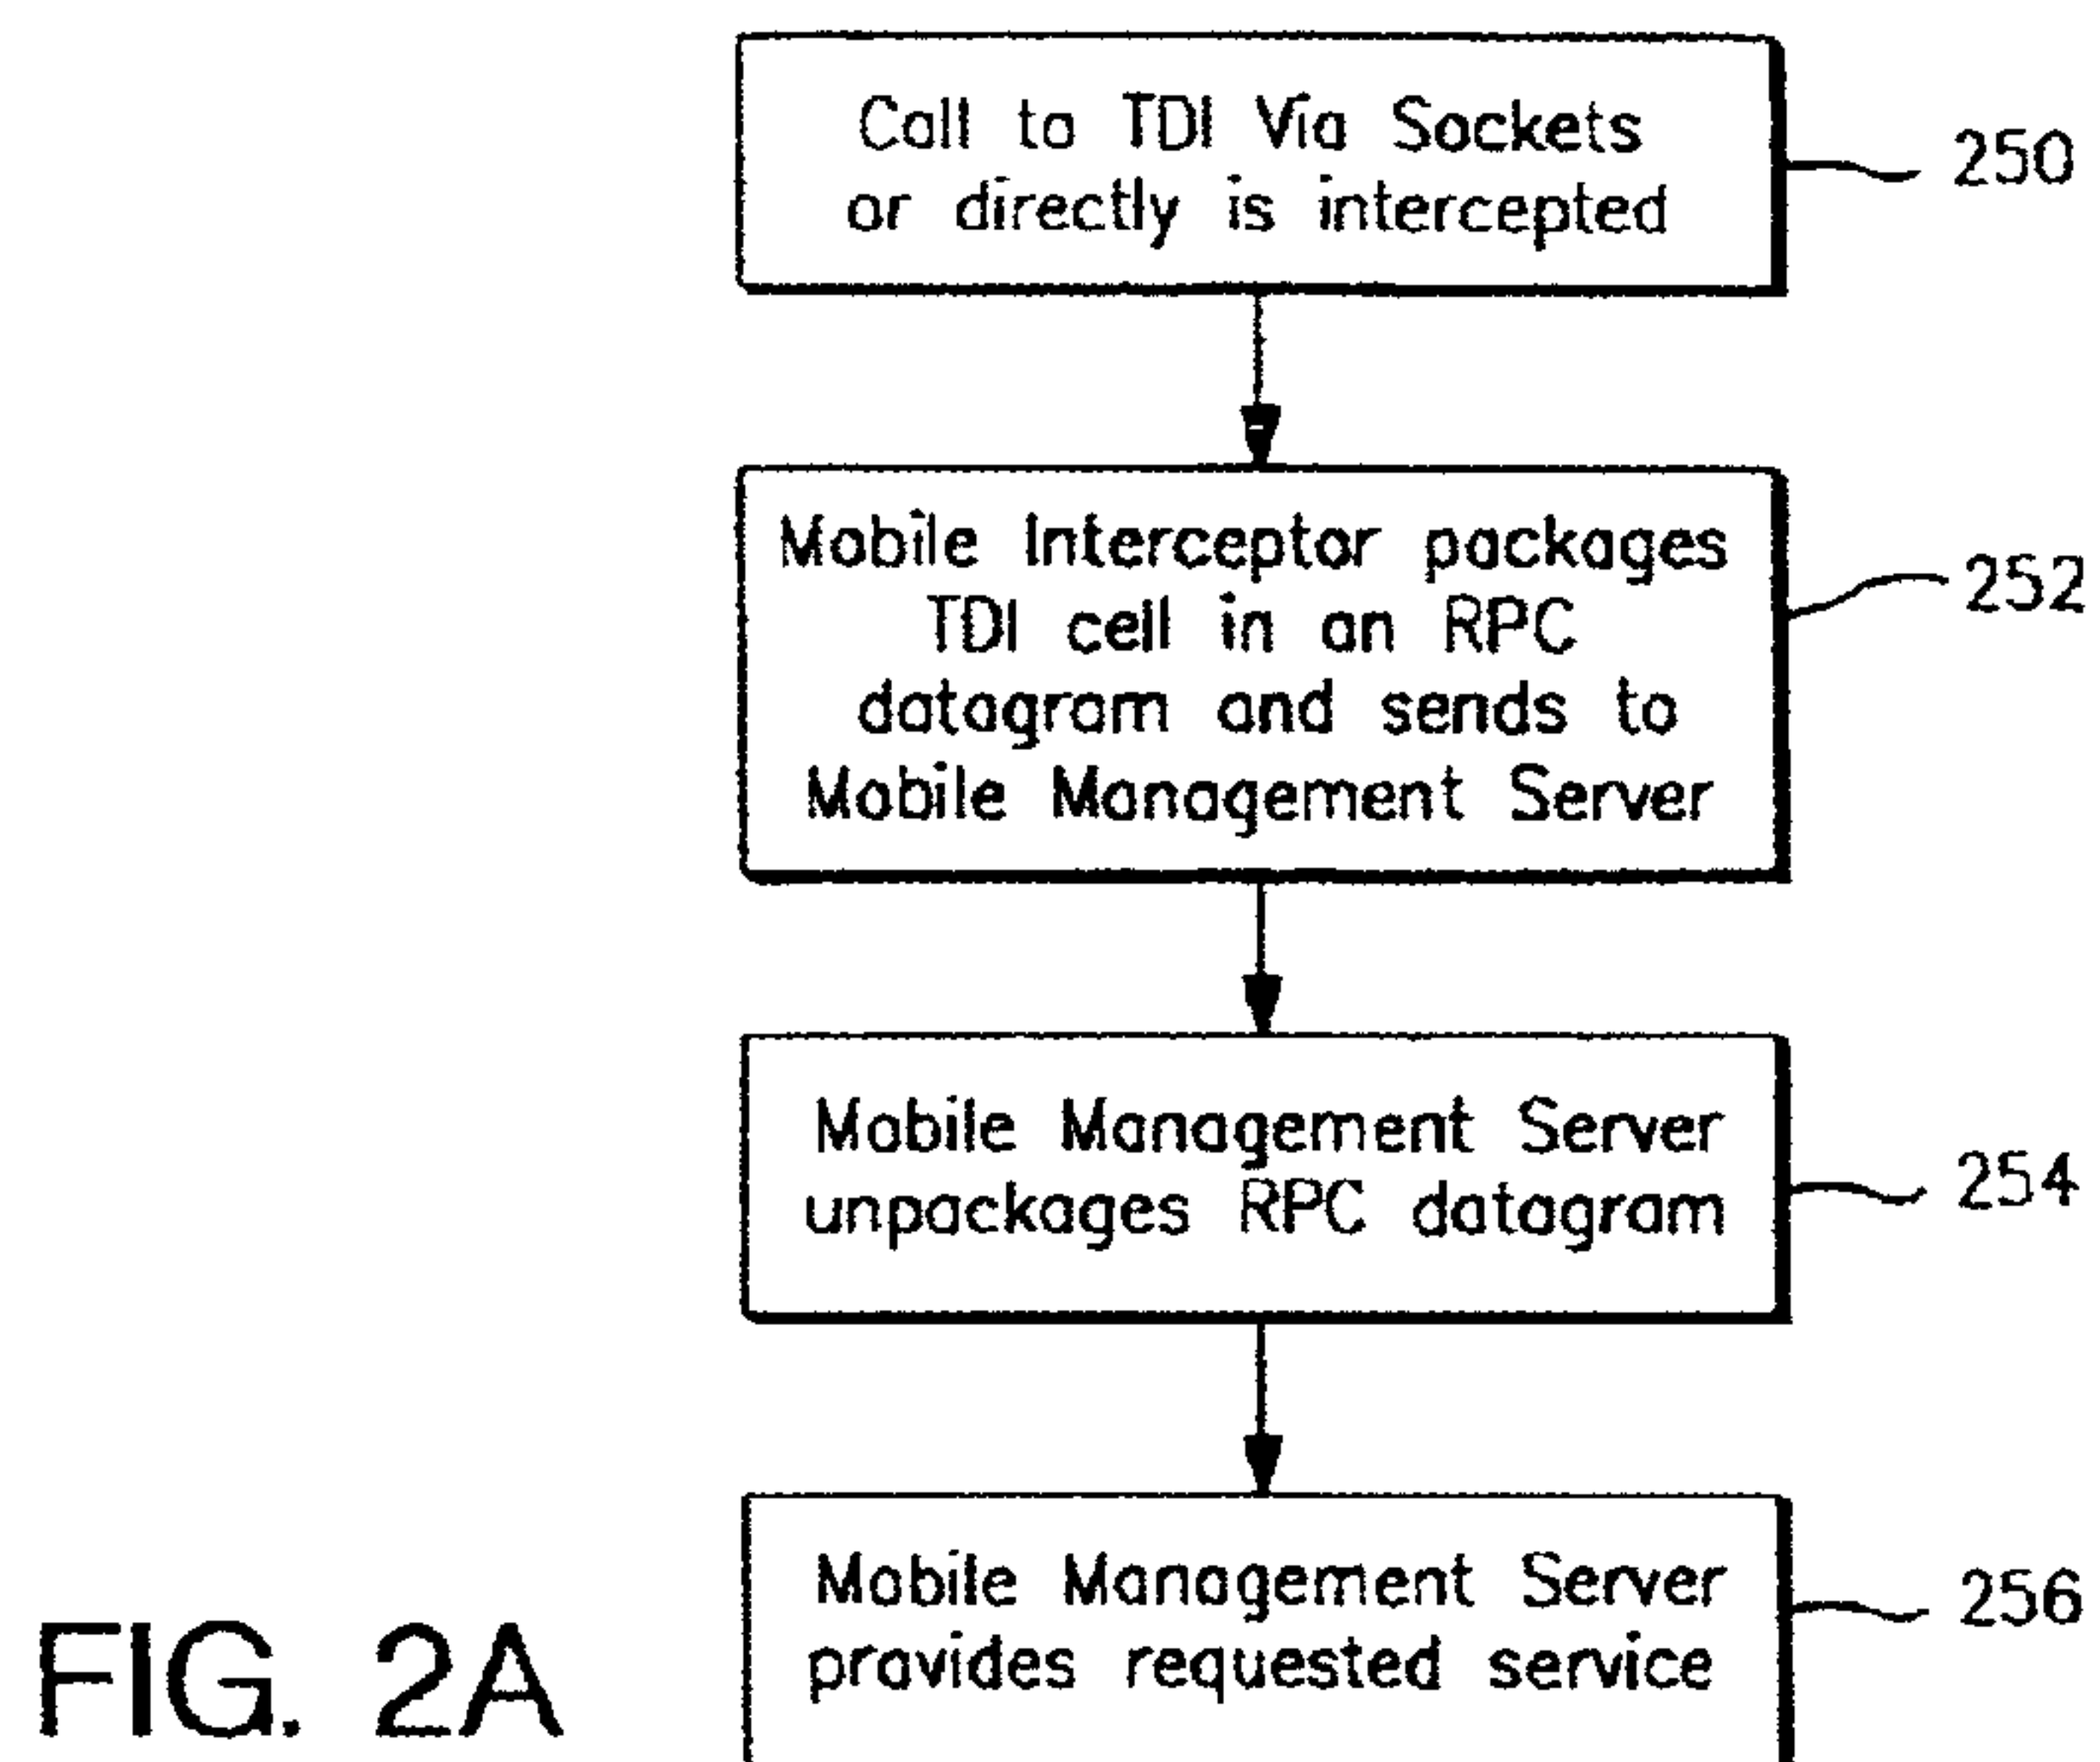 Call to TDI Via Sockets
or directly is intercepted
250
Mobile Interceptor packages
TDI cell in an RPC
datagram and sends to
Mobile Management Server
252
Mobile Management Server
unpackages RPC datagram
254
Mobile Management Server
provides requested service
256
FIG. 2A